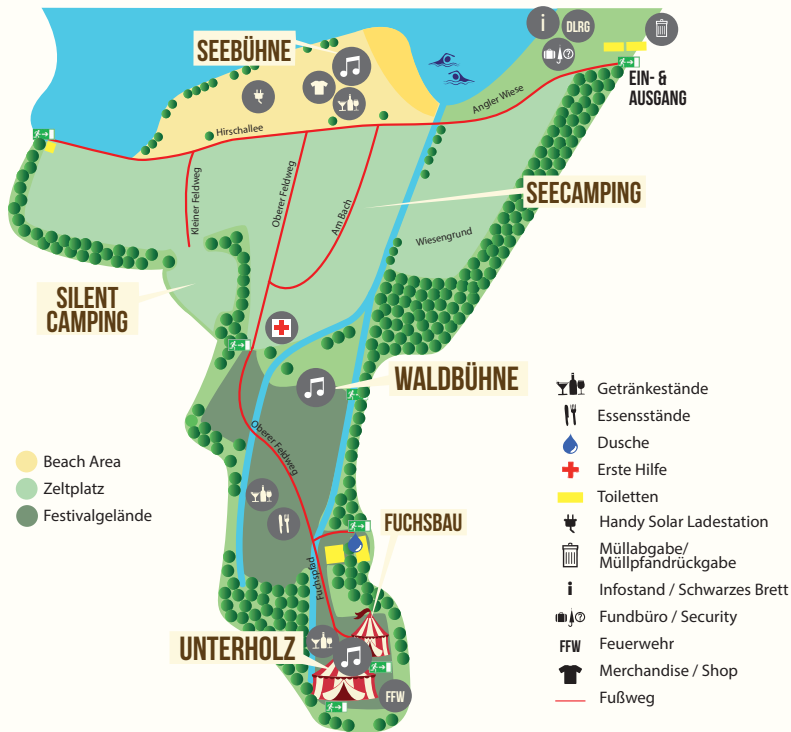 SEEBÜHNE
i
DLRG
?
EIN- &
AUSGANG
Angler Wiese
Hirschallee
Kleiner Feldweg
Oberer Feldweg
Am Bach
SEECAMPING
Wiesengrund
SILENT
CAMPING
WALDBÜHNE
Oberer Feldweg
Beach Area
Zeltplatz
Festivalgelände
FUCHSBAU
Fuchspfad
UNTERHOLZ
FFW
Getränkestände
Essensstände
Dusche
Erste Hilfe
Toiletten
Handy Solar Ladestation
Müllabgabe/
Müllpfandrückgabe
i Infostand / Schwarzes Brett
? Fundbüro / Security
FFW Feuerwehr
Merchandise / Shop
Fußweg